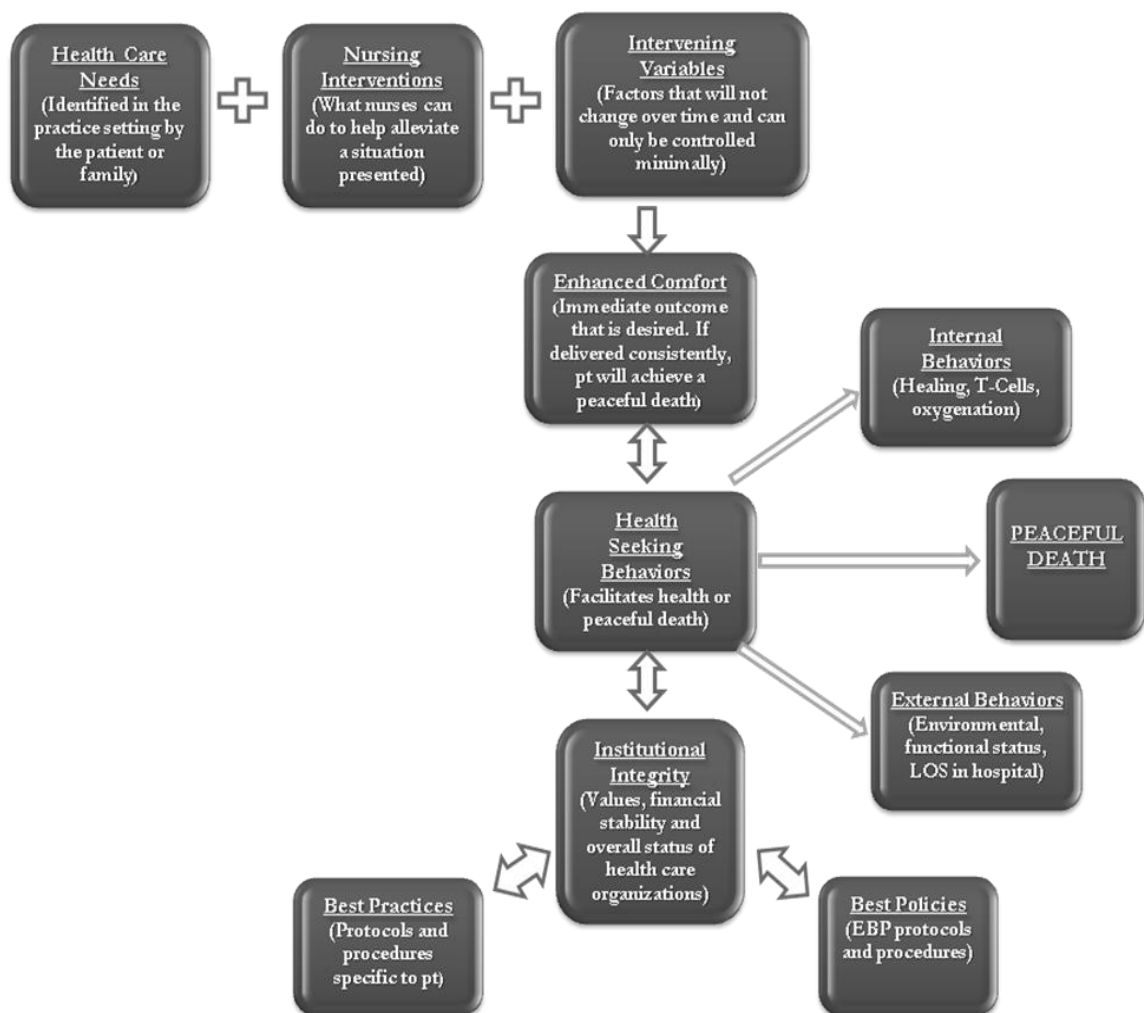 Health Care
Needs
(Identified in the
practice setting by
the patient or
family)
Nursing
Interventions
(What nurses can
do to help alleviate
a situation
presented)
Intervening
Variables
(Factors that will not
change over time and can
only be controlled
minimally)
Enhanced Comfort
(Immediate outcome
that is desired. If
delivered consistently,
pt will achieve a
peaceful death)
Internal
Behaviors
(Healing, T-Cells,
oxygenation)
Health
Seeking
Behaviors
(Facilitates health or
peaceful death)
PEACEFUL
DEATH
External Behaviors
(Environmental,
functional status,
LOS in hospital)
Institutional
Integrity
(Values, financial
stability and
overall status of
health care
organizations)
Best Practices
(Protocols and
procedures
specific to pt)
Best Policies
(EBP protocols
and procedures)